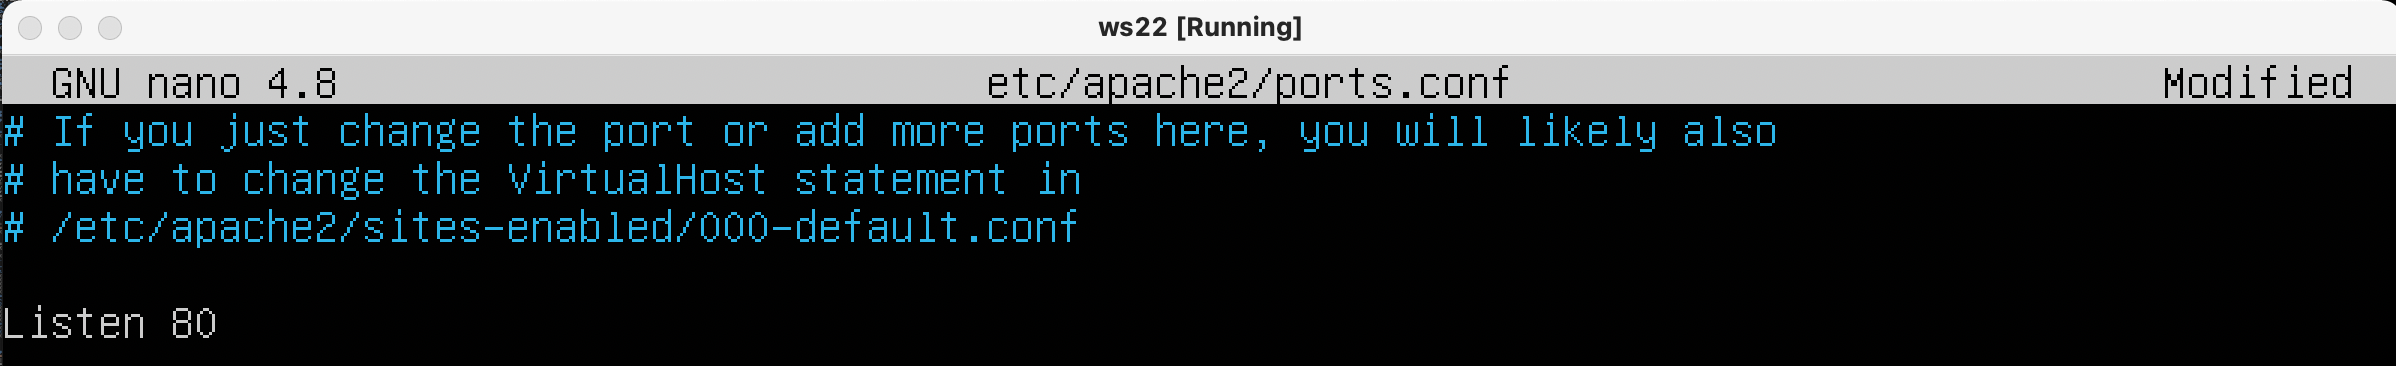 ws22 [Running]
GNU nano 4.8 etc/apache2/ports.conf Modified
# If you just change the port or add more ports here, you will likely also
# have to change the VirtualHost statement in
# /etc/apache2/sites-enabled/000-default.conf
Listen 80